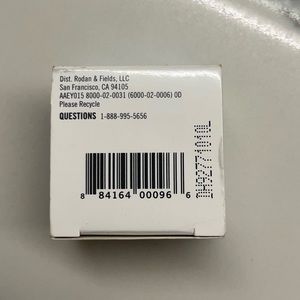 Dist. Rodan & Fields, LLC
San Francisco, CA 94105
AAEY015 8000-02-0031 (6000-02-0006) 0D
Please Recycle
QUESTIONS 1-888-995-5656
8 84164 00096 6